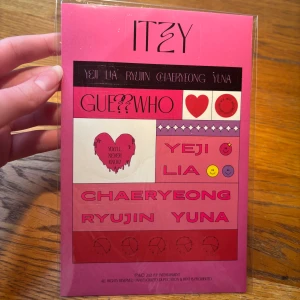 ITZY
YEJI LIA RYUJIN CHAERYEONG YUNA
GUE??WHO
YEJI
LIA
CHAERYEONG
RYUJIN YUNA